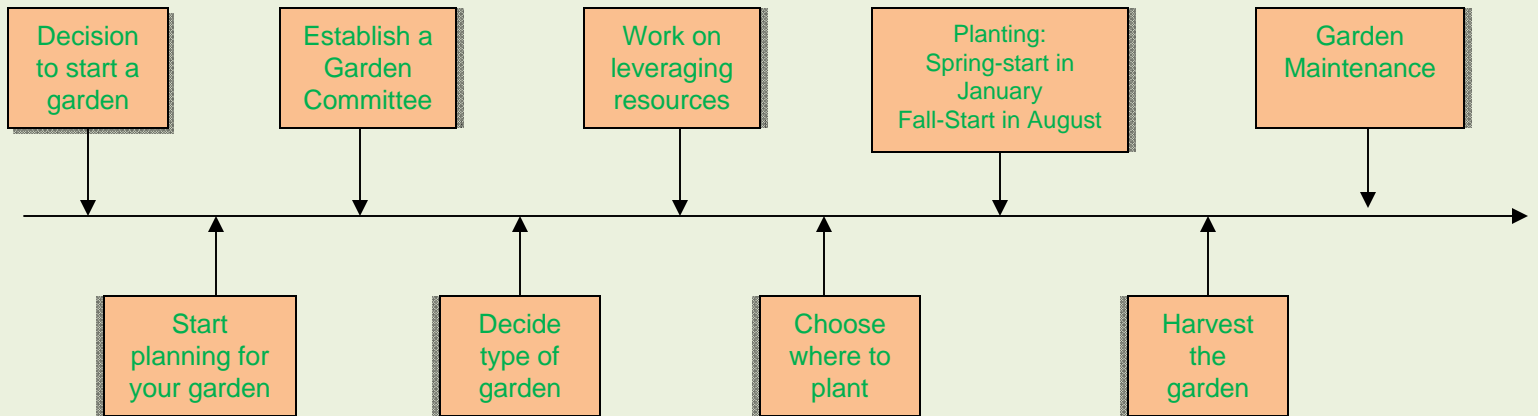 Decision
to start a
garden
Establish a
Garden
Committee
Work on
leveraging
resources
Planting:
Spring-start in
January
Fall-Start in August
Garden
Maintenance
Start
planning for
your garden
Decide
type of
garden
Choose
where to
plant
Harvest
the
garden